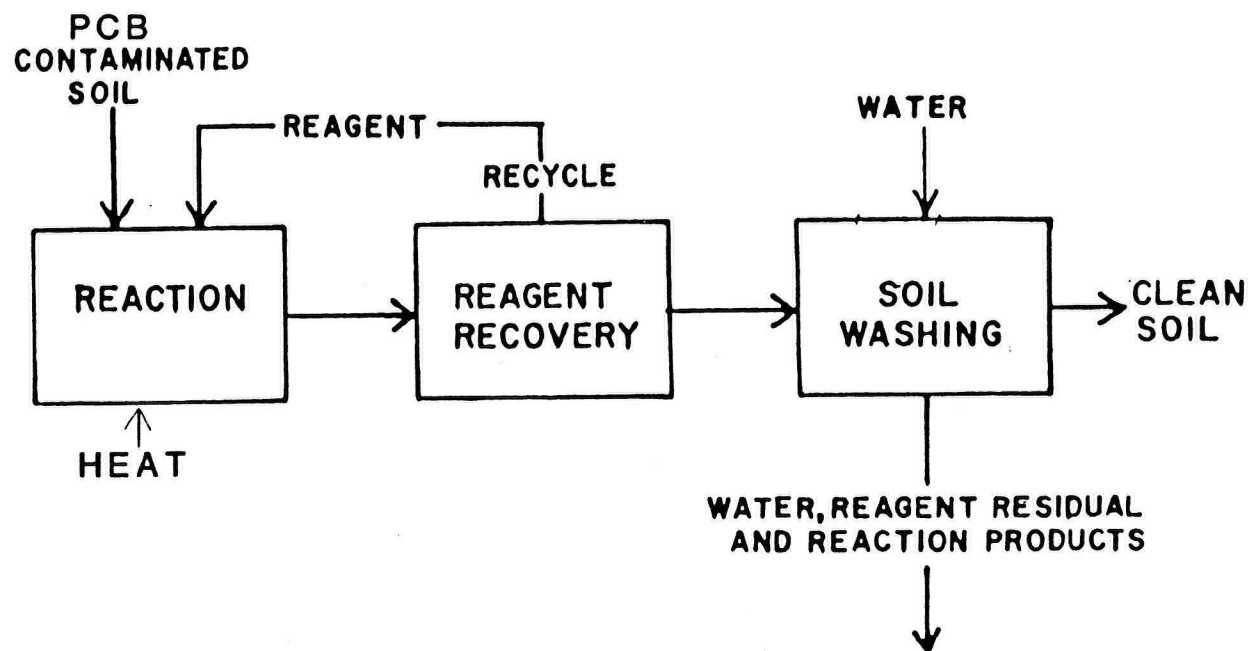 PCB
CONTAMINATED
SOIL
REAGENT
WATER
RECYCLE
REACTION
REAGENT
RECOVERY
SOIL
WASHING
CLEAN
SOIL
HEAT
WATER, REAGENT RESIDUAL
AND REACTION PRODUCTS